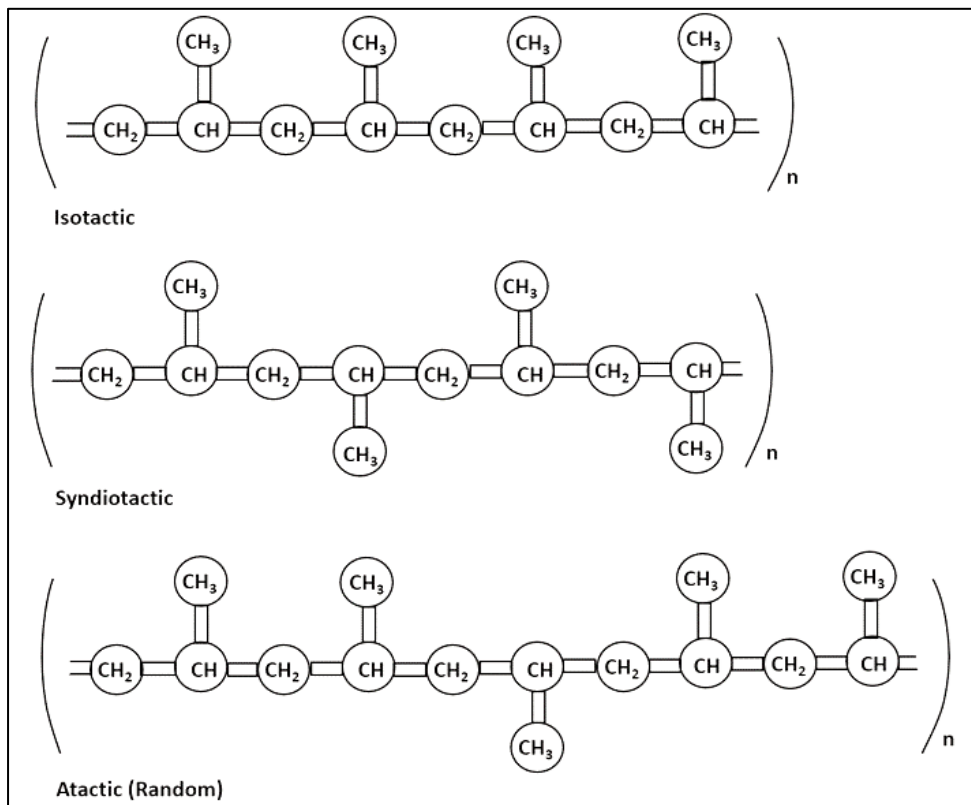 CH₃ CH₃ CH₃ CH₃
CH₂ CH CH₂ CH CH₂ CH CH₂ CH
n
Isotactic
CH₃ CH₃
CH₂ CH CH₂ CH CH₂ CH CH₂ CH
CH₃ CH₃
n
Syndiotactic
CH₃ CH₃ CH₃ CH₃
CH₂ CH CH₂ CH CH₂ CH CH₂ CH CH₂ CH
CH₃
n
Atactic (Random)